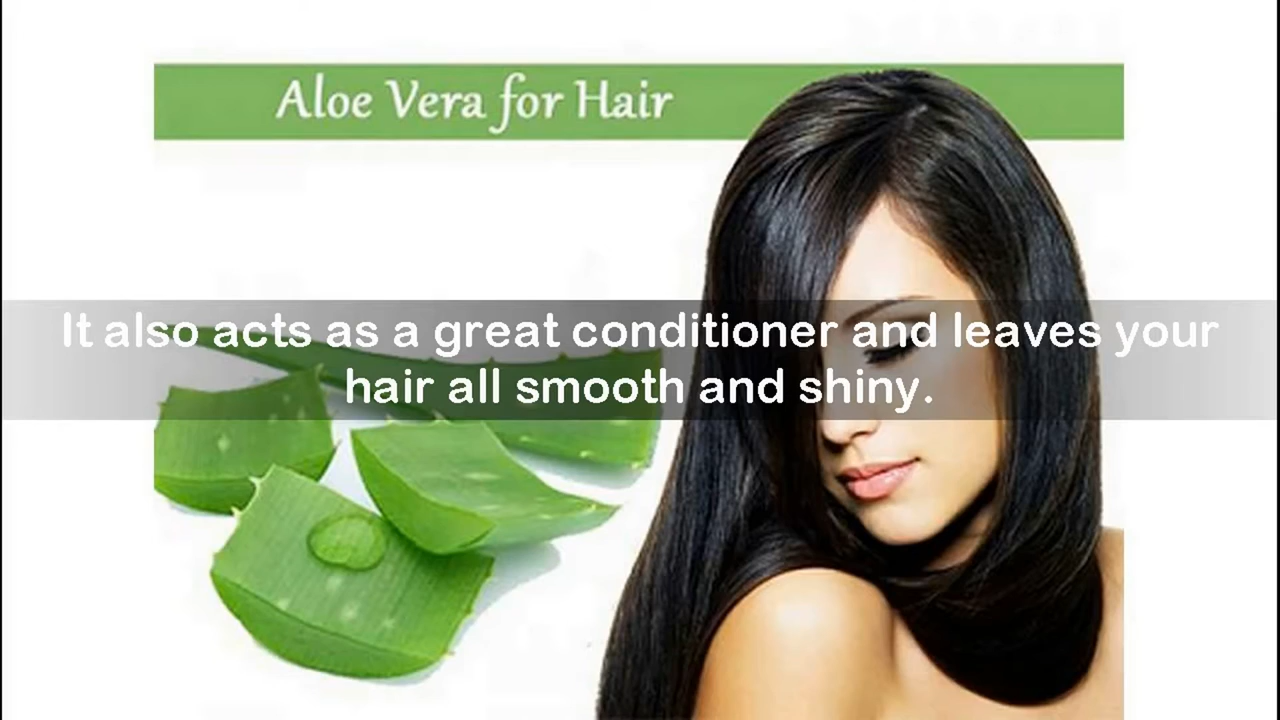 Aloe Vera for Hair
It also acts as a great conditioner and leaves your
hair all smooth and shiny.